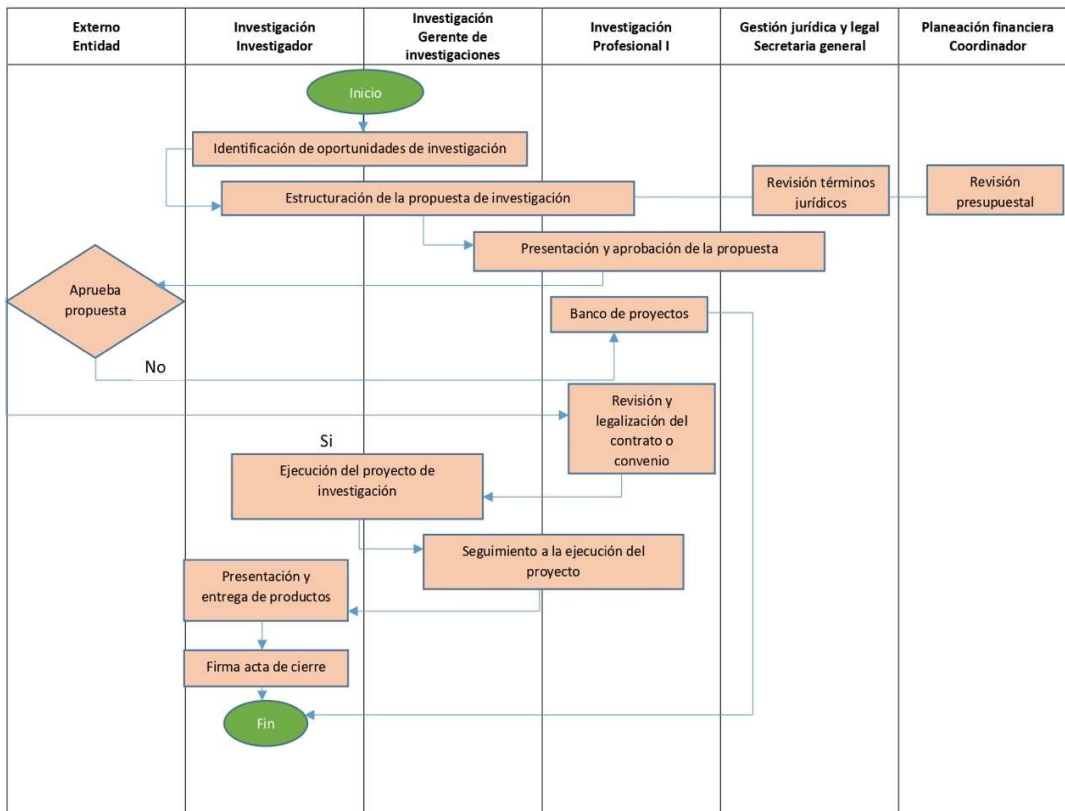 Externo
Entidad
Investigación
Investigador
Investigación
Gerente de
investigaciones
Investigación
Profesional I
Gestión jurídica y legal
Secretaria general
Planeación financiera
Coordinador
Inicio
Identificación de oportunidades de investigación
Estructuración de la propuesta de investigación
Revisión términos
jurídicos
Revisión
presupuestal
Presentación y aprobación de la propuesta
Aprueba
propuesta
Banco de proyectos
No
Revisión y
legalización del
contrato o
convenio
Si
Ejecución del proyecto de
investigación
Seguimiento a la ejecución del
proyecto
Presentación y
entrega de productos
Firma acta de cierre
Fin